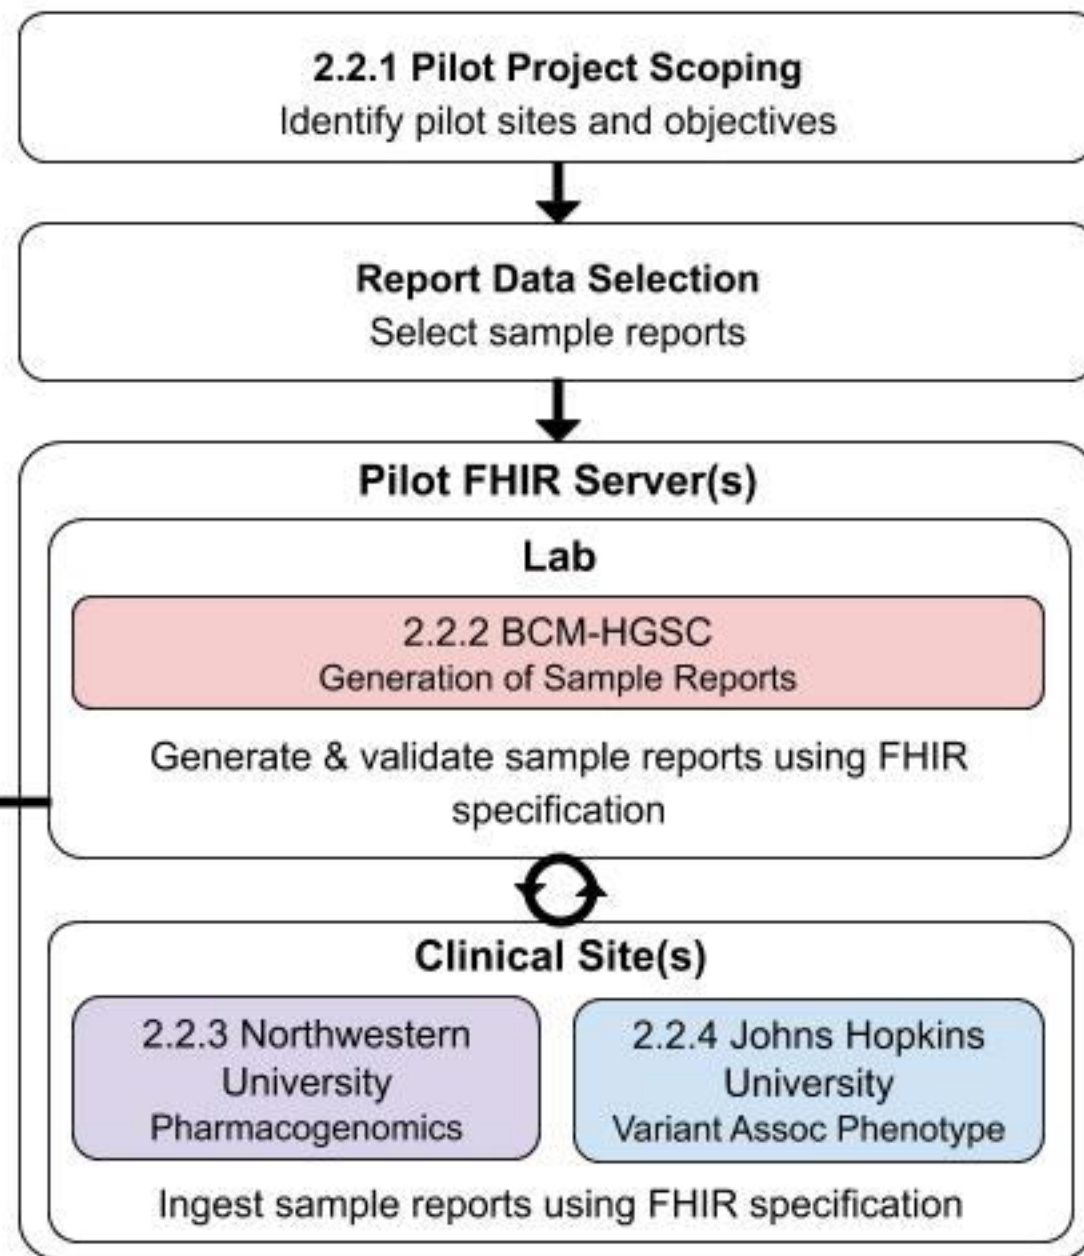 2.2.1 Pilot Project Scoping
Identify pilot sites and objectives
Report Data Selection
Select sample reports
Pilot FHIR Server(s)
Lab
2.2.2 BCM-HGSC
Generation of Sample Reports
Generate & validate sample reports using FHIR
specification
Clinical Site(s)
2.2.3 Northwestern
University
Pharmacogenomics
2.2.4 Johns Hopkins
University
Variant Assoc Phenotype
Ingest sample reports using FHIR specification